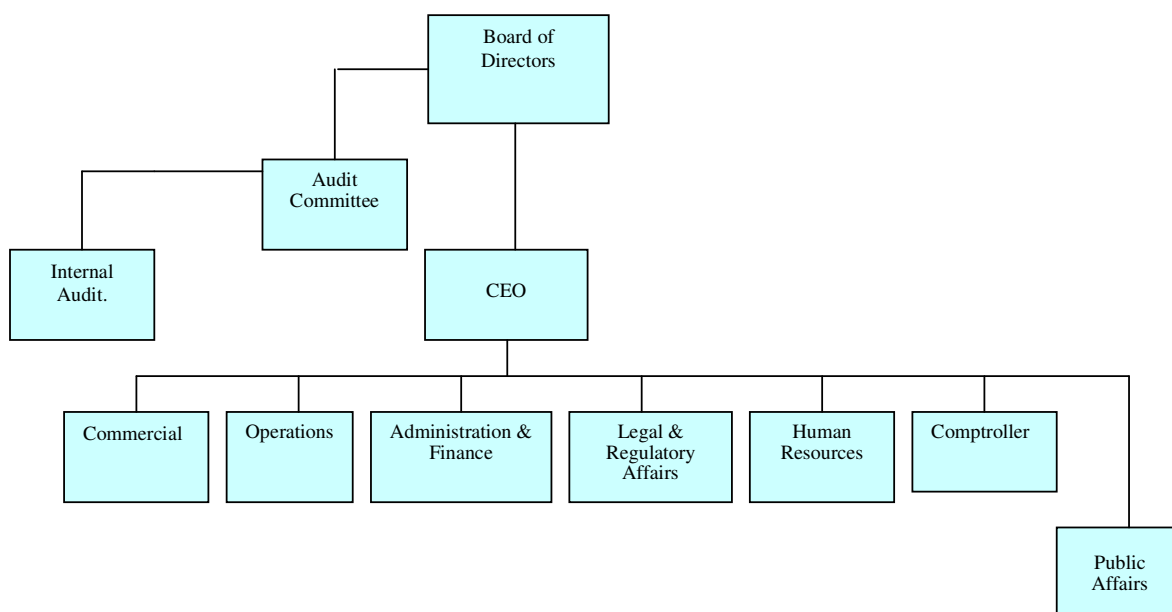 Board of
Directors
Audit
Committee
Internal
Audit.
CEO
Commercial
Operations
Administration &
Finance
Legal &
Regulatory
Affairs
Human
Resources
Comptroller
Public
Affairs